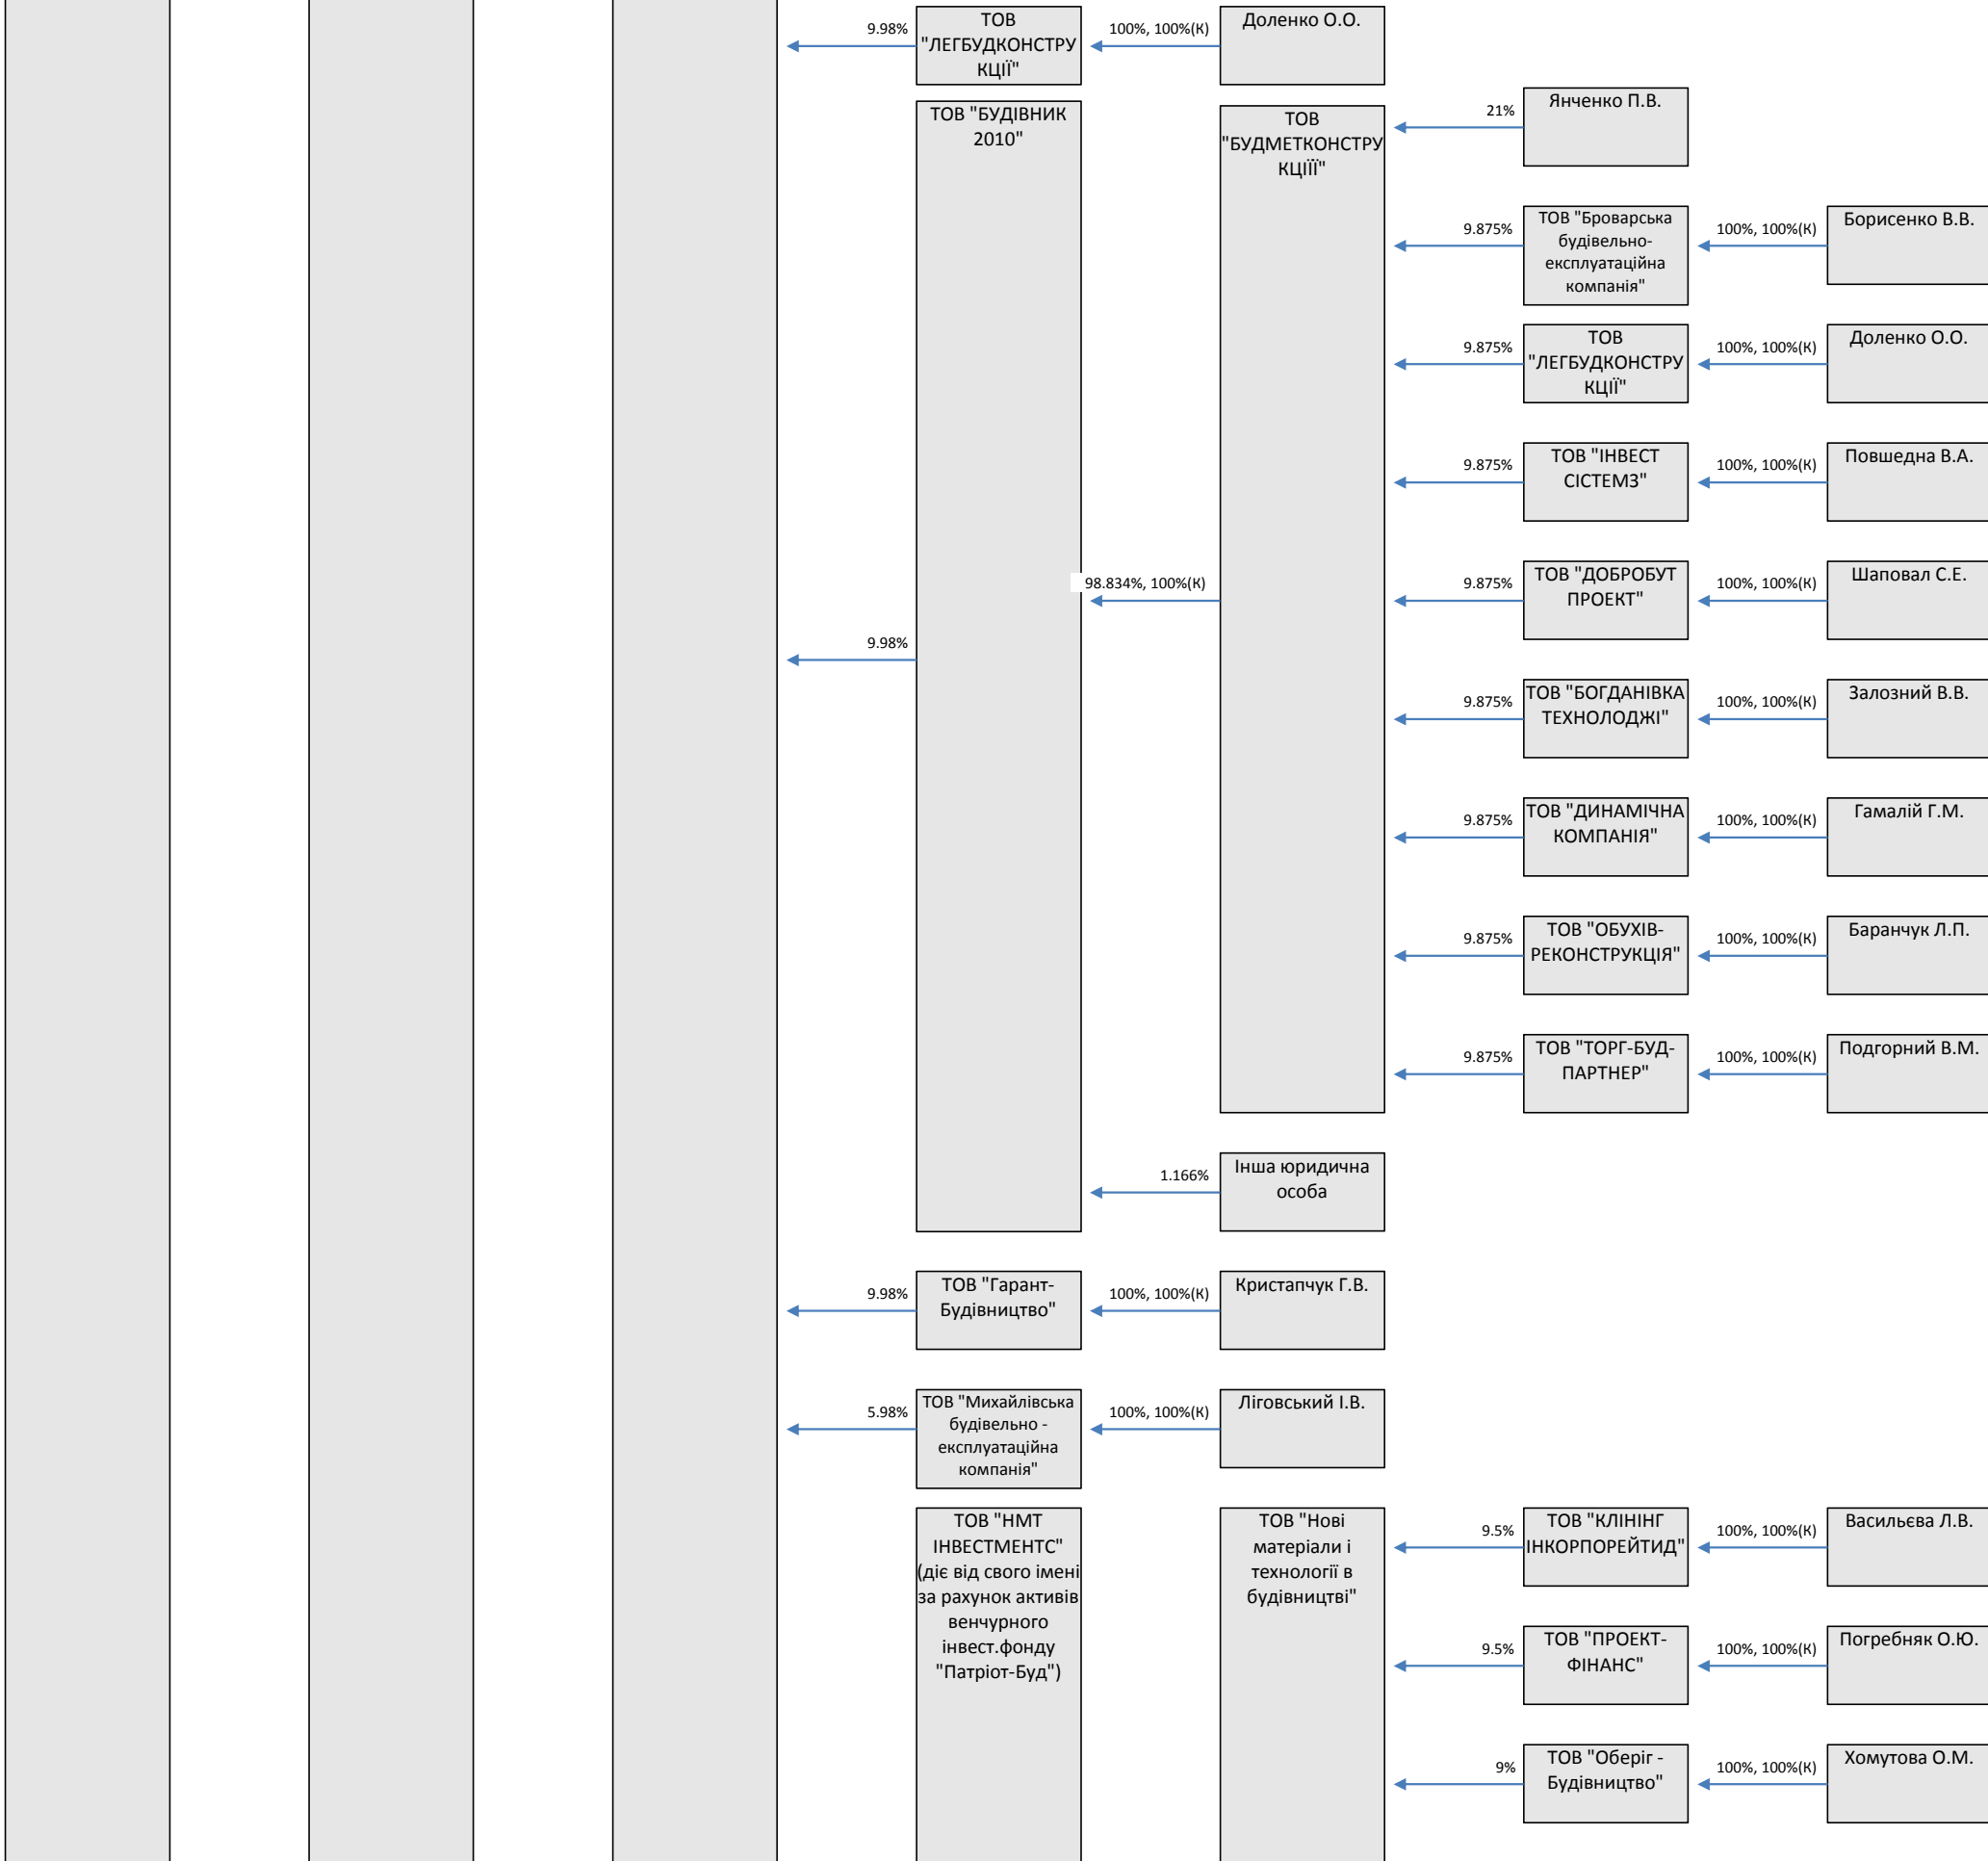 9.98%
ТОВ
"ЛЕГБУДКОНСТРУ
КЦІЇ"
100%, 100%(К)
Доленко О.О.
ТОВ "БУДІВНИК
2010"
ТОВ
"БУДМЕТКОНСТРУ
КЦІЇЇ"
21%
Янченко П.В.
9.875%
ТОВ "Броварська
будівельно-
експлуатаційна
компанія"
100%, 100%(К)
Борисенко В.В.
9.875%
ТОВ
"ЛЕГБУДКОНСТРУ
КЦІЇ"
100%, 100%(К)
Доленко О.О.
9.875%
ТОВ "ІНВЕСТ
СІСТЕМЗ"
100%, 100%(К)
Повшедна В.А.
98.834%, 100%(К)
9.875%
ТОВ "ДОБРОБУТ
ПРОЕКТ"
100%, 100%(К)
Шаповал С.Е.
9.98%
9.875%
ТОВ "БОГДАНІВКА
ТЕХНОЛОДЖІ"
100%, 100%(К)
Залозний В.В.
9.875%
ТОВ "ДИНАМІЧНА
КОМПАНІЯ"
100%, 100%(К)
Гамалій Г.М.
9.875%
ТОВ "ОБУХІВ-
РЕКОНСТРУКЦІЯ"
100%, 100%(К)
Баранчук Л.П.
9.875%
ТОВ "ТОРГ-БУД-
ПАРТНЕР"
100%, 100%(К)
Подгорний В.М.
1.166%
Інша юридична
особа
9.98%
ТОВ "Гарант-
Будівництво"
100%, 100%(К)
Кристапчук Г.В.
5.98%
ТОВ "Михайлівська
будівельно -
експлуатаційна
компанія"
100%, 100%(К)
Ліговський І.В.
ТОВ "НМТ
ІНВЕСТМЕНТС"
(діє від свого імені
за рахунок активів
венчурного
інвест.фонду
"Патріот-Буд")
ТОВ "Нові
матеріали і
технології в
будівництві"
9.5%
ТОВ "КЛІНІНГ
ІНКОРПОРЕЙТИД"
100%, 100%(К)
Васильєва Л.В.
9.5%
ТОВ "ПРОЕКТ-
ФІНАНС"
100%, 100%(К)
Погребняк О.Ю.
9%
ТОВ "Оберіг -
Будівництво"
100%, 100%(К)
Хомутова О.М.